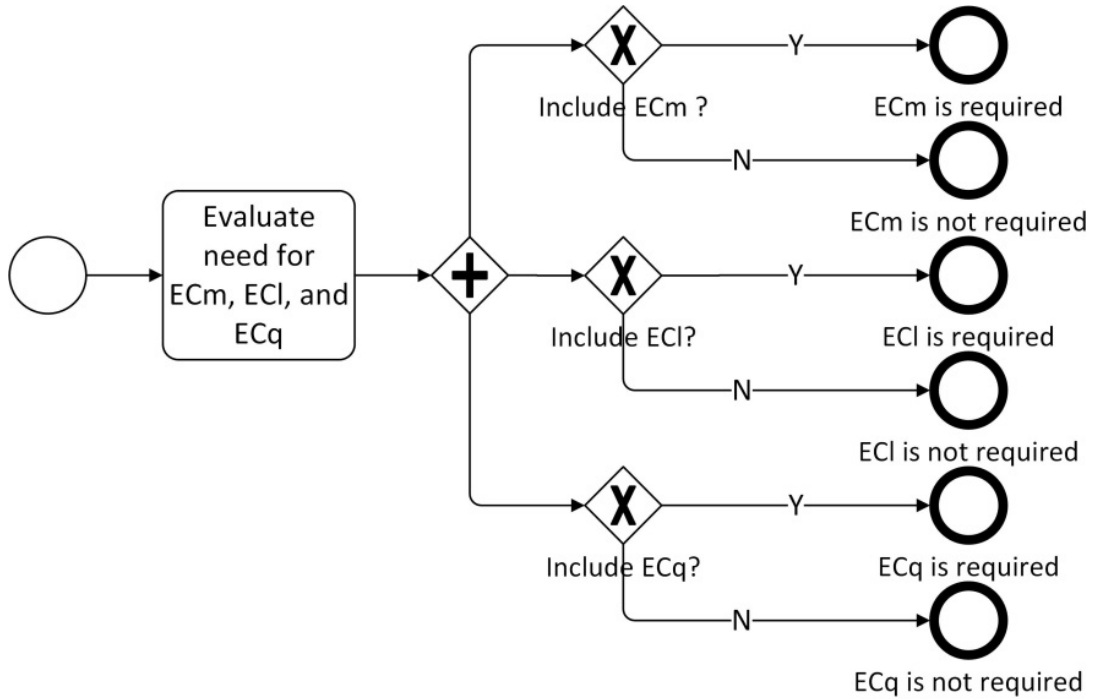 Y
Include ECm ?
ECm is required
N
ECm is not required
Evaluate
need for
ECm, ECl, and
ECq
Y
Include ECl?
ECl is required
N
ECl is not required
Y
Include ECq?
ECq is required
N
ECq is not required